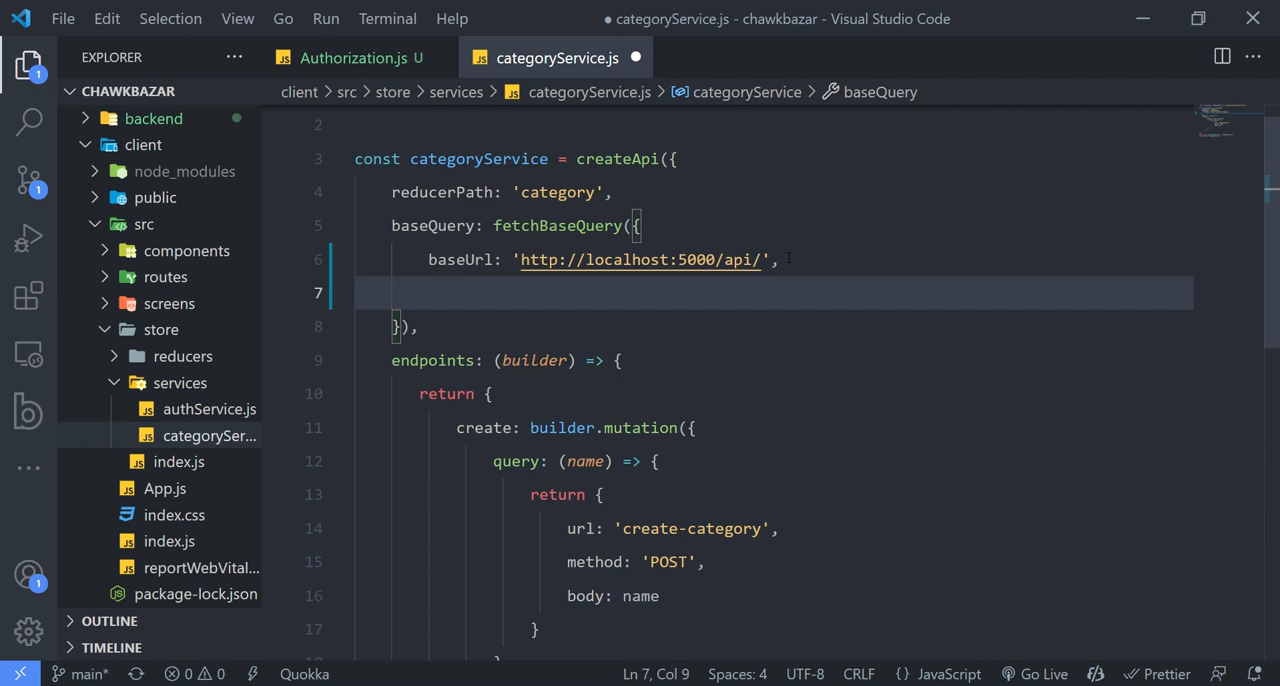 File Edit Selection View Go Run Terminal Help
● categoryService.js - chawkbazar - Visual Studio Code
EXPLORER
Authorization.js U
categoryService.js
CHAWKBAZAR
client > src > store > services > categoryService.js > categoryService > baseQuery
backend
client
node_modules
public
src
components
routes
screens
store
reducers
services
authService.js
categorySer...
index.js
App.js
index.css
index.js
reportWebVital...
package-lock.json
OUTLINE
TIMELINE
1
1
1
2
3 const categoryService = createApi({
4 reducerPath: 'category',
5 baseQuery: fetchBaseQuery({
6 baseUrl: 'http://localhost:5000/api/',
7
8 }),
9 endpoints: (builder) => {
10 return {
11 create: builder.mutation({
12 query: (name) => {
13 return {
14 url: 'create-category',
15 method: 'POST',
16 body: name
17 }
main* 0 0 Quokka Ln 7, Col 9 Spaces: 4 UTF-8 CRLF {} JavaScript Go Live Prettier